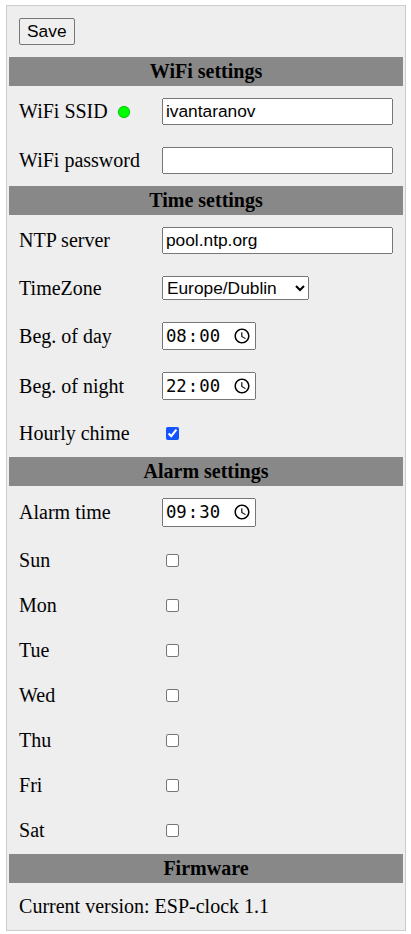 Save
WiFi settings
WiFi SSID ivantaranov
WiFi password
Time settings
NTP server pool.ntp.org
TimeZone Europe/Dublin
Beg. of day 08:00
Beg. of night 22:00
Hourly chime
Alarm settings
Alarm time 09:30
Sun
Mon
Tue
Wed
Thu
Fri
Sat
Firmware
Current version: ESP-clock 1.1